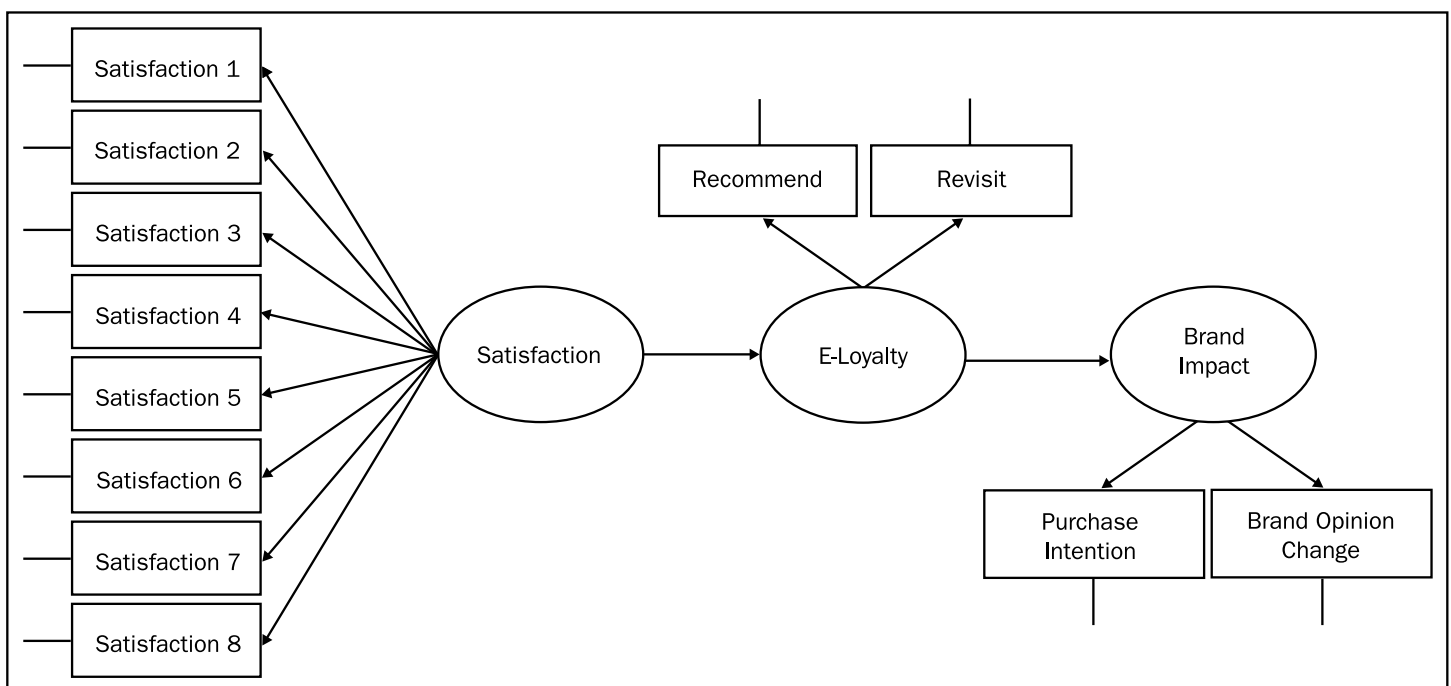 Satisfaction 1
Satisfaction 2
Satisfaction 3
Satisfaction 4
Satisfaction 5
Satisfaction 6
Satisfaction 7
Satisfaction 8
Satisfaction
Recommend
Revisit
E-Loyalty
Brand
Impact
Purchase
Intention
Brand Opinion
Change